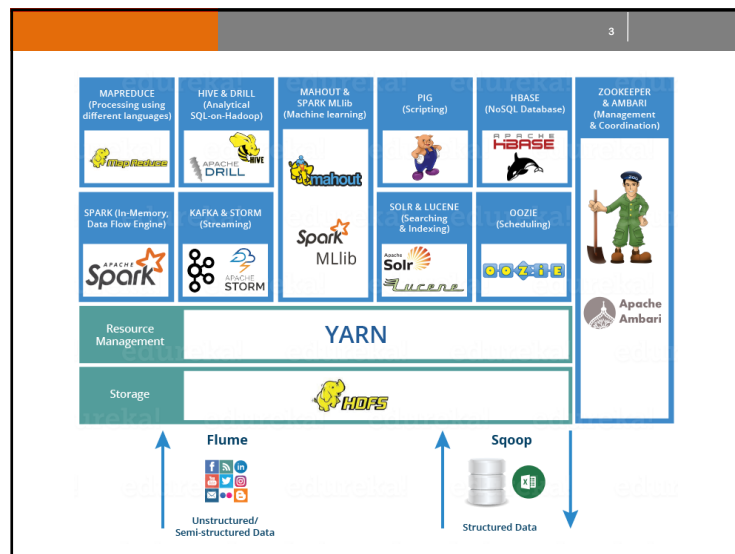 3
MAPREDUCE
(Processing using
different languages)
MapReduce
HIVE & DRILL
(Analytical
SQL-on-Hadoop)
HIVE
APACHE
DRILL
MAHOUT &
SPARK MLlib
(Machine learning)
mahout
Spark
MLlib
PIG
(Scripting)
HBASE
(NoSQL Database)
APACHE
HBASE
ZOOKEEPER
& AMBARI
(Management
& Coordination)
Apache
Ambari
SPARK (In-Memory,
Data Flow Engine)
APACHE
Spark
KAFKA & STORM
(Streaming)
APACHE
STORM
SOLR & LUCENE
(Searching
& Indexing)
Apache
Solr
Lucene
OOZIE
(Scheduling)
OOZIE
Resource
Management
YARN
Storage
HDFS
edureka!
Flume
Unstructured/
Semi-structured Data
Sqoop
Structured Data